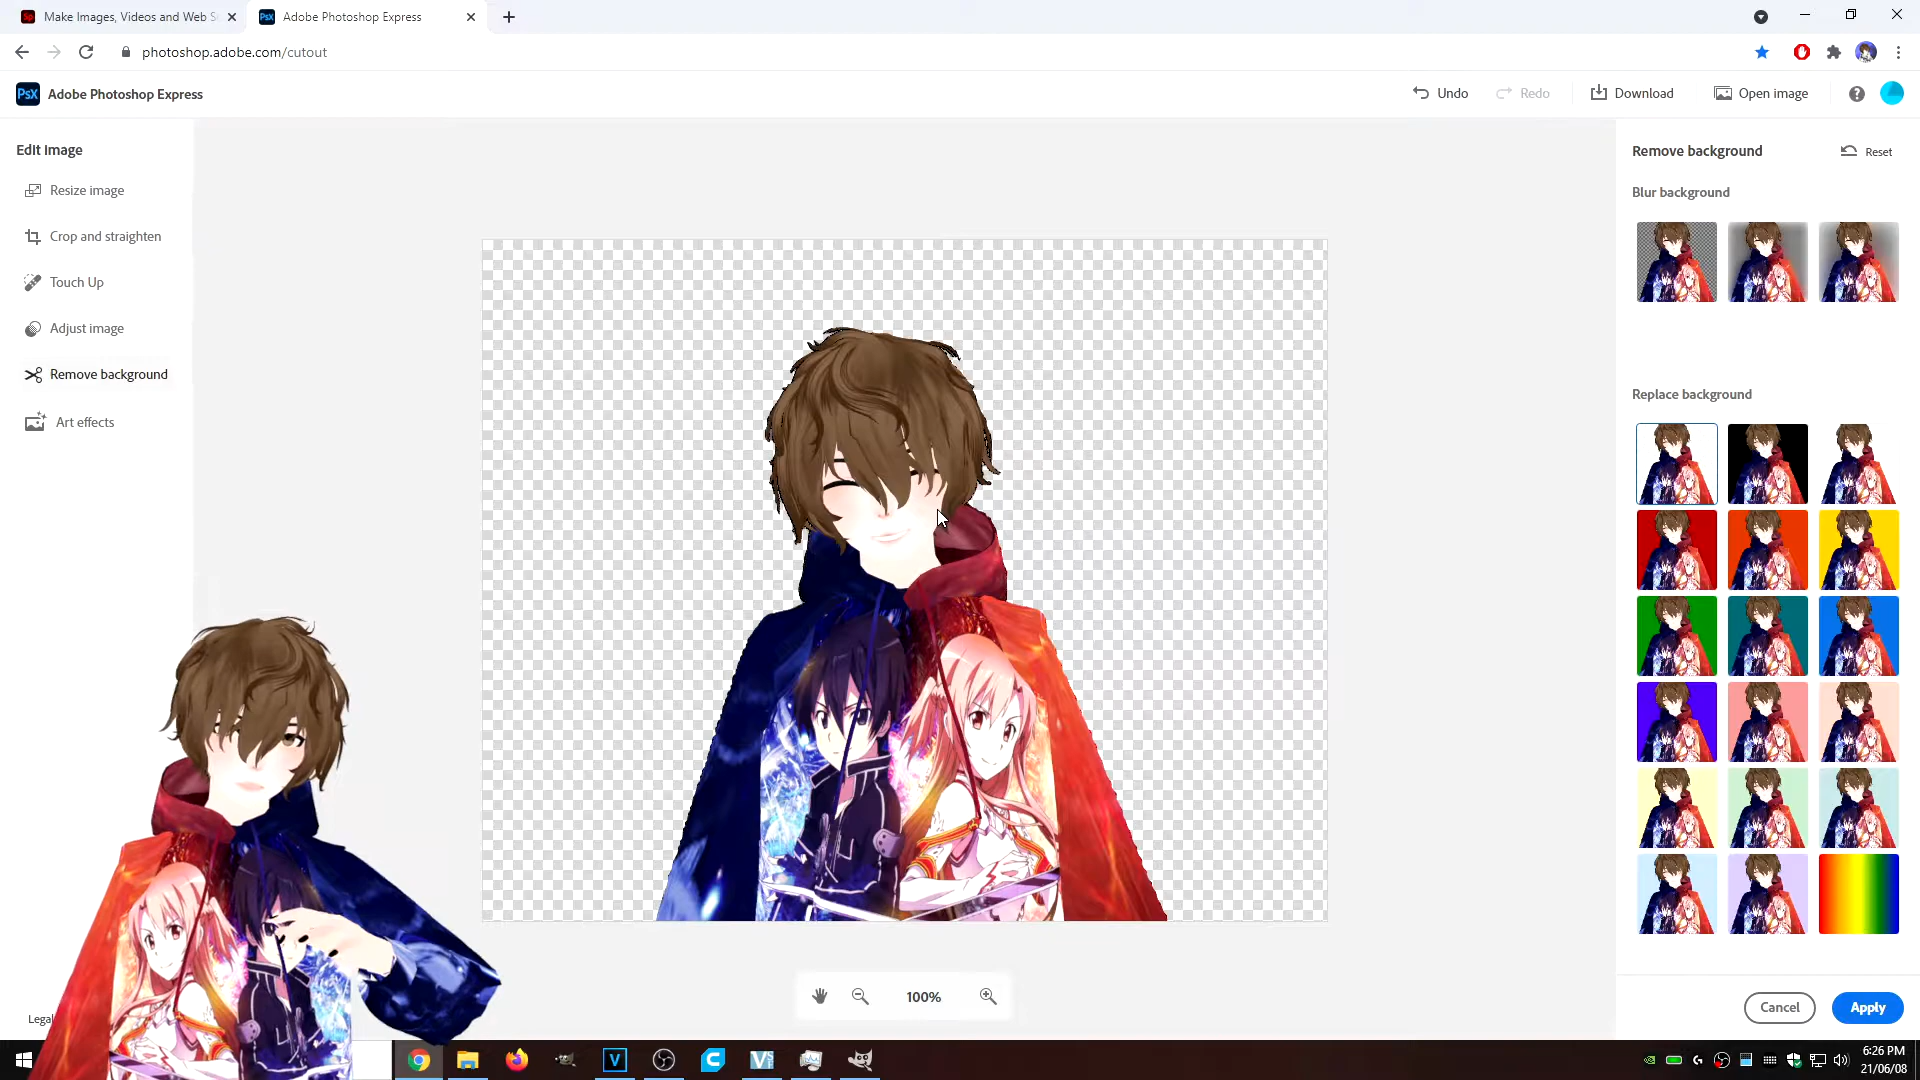 Make Images, Videos and Web S
Adobe Photoshop Express
photoshop.adobe.com/cutout
PsX
Adobe Photoshop Express
Undo
Redo
Download
Open image
Edit Image
Resize image
Crop and straighten
Touch Up
Adjust image
Remove background
Art effects
Remove background
Reset
Blur background
Replace background
100%
Legal
Cancel
Apply
6:26 PM
21/06/08